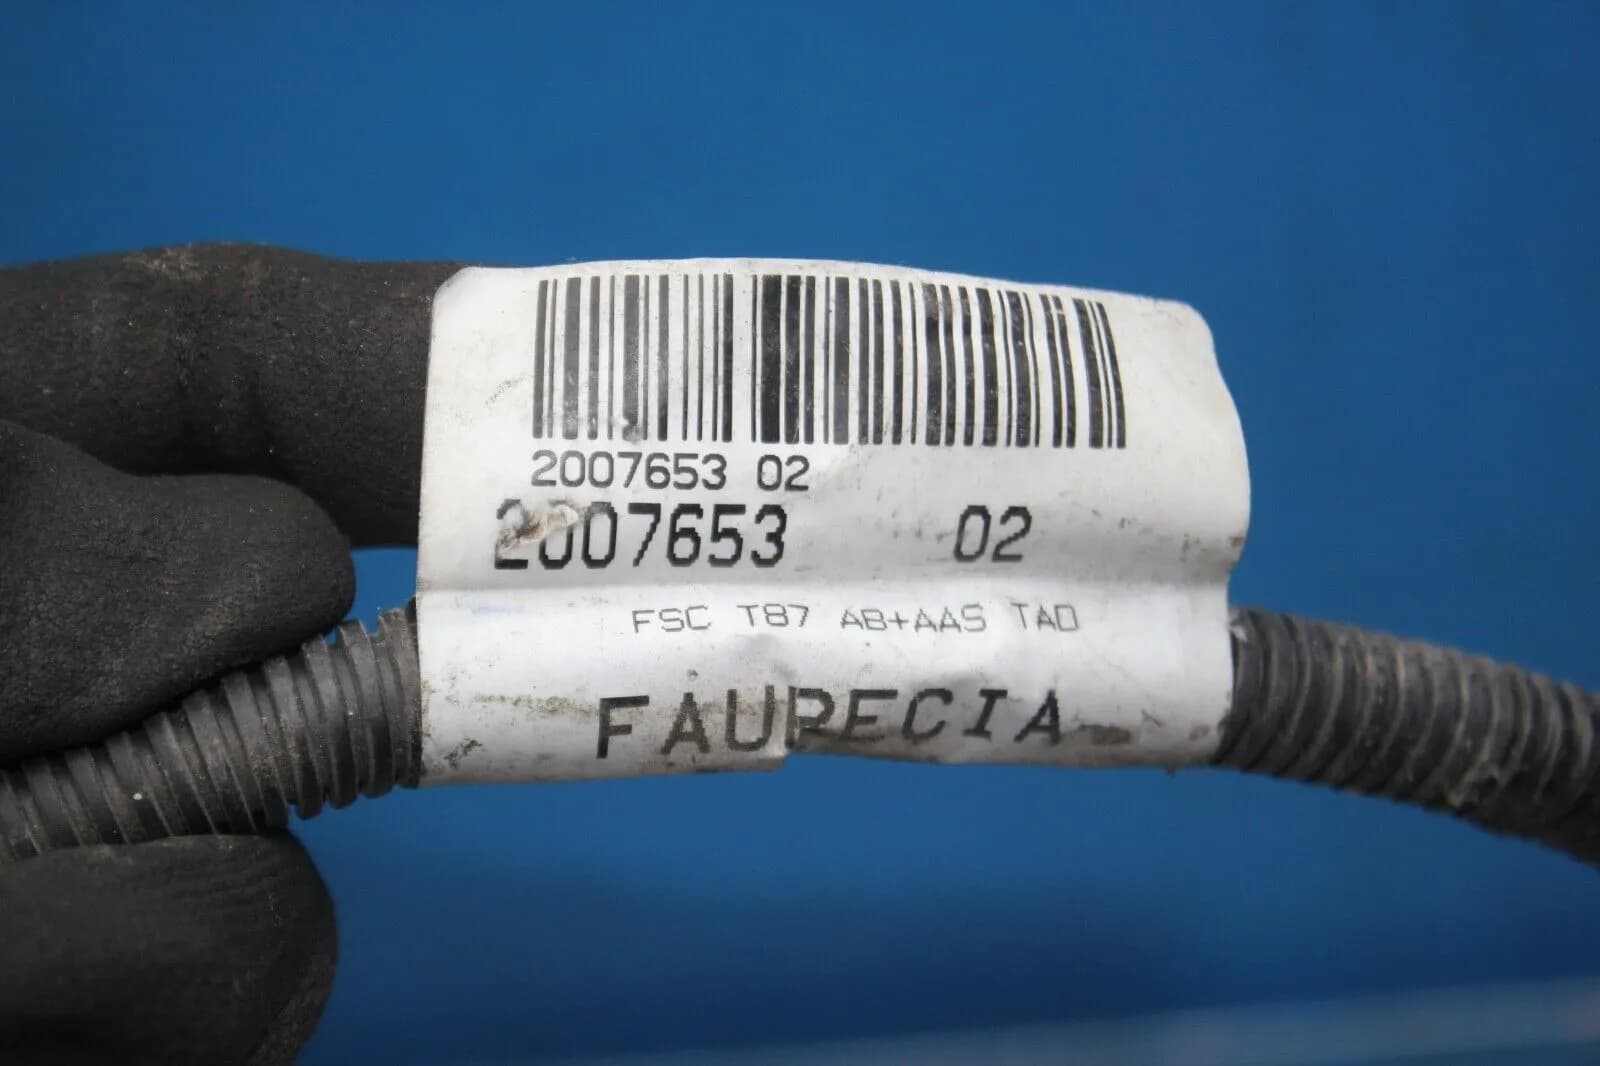 2007653 02
2007653 02
FSC T87 AB+AAS TAD
FAURECIA